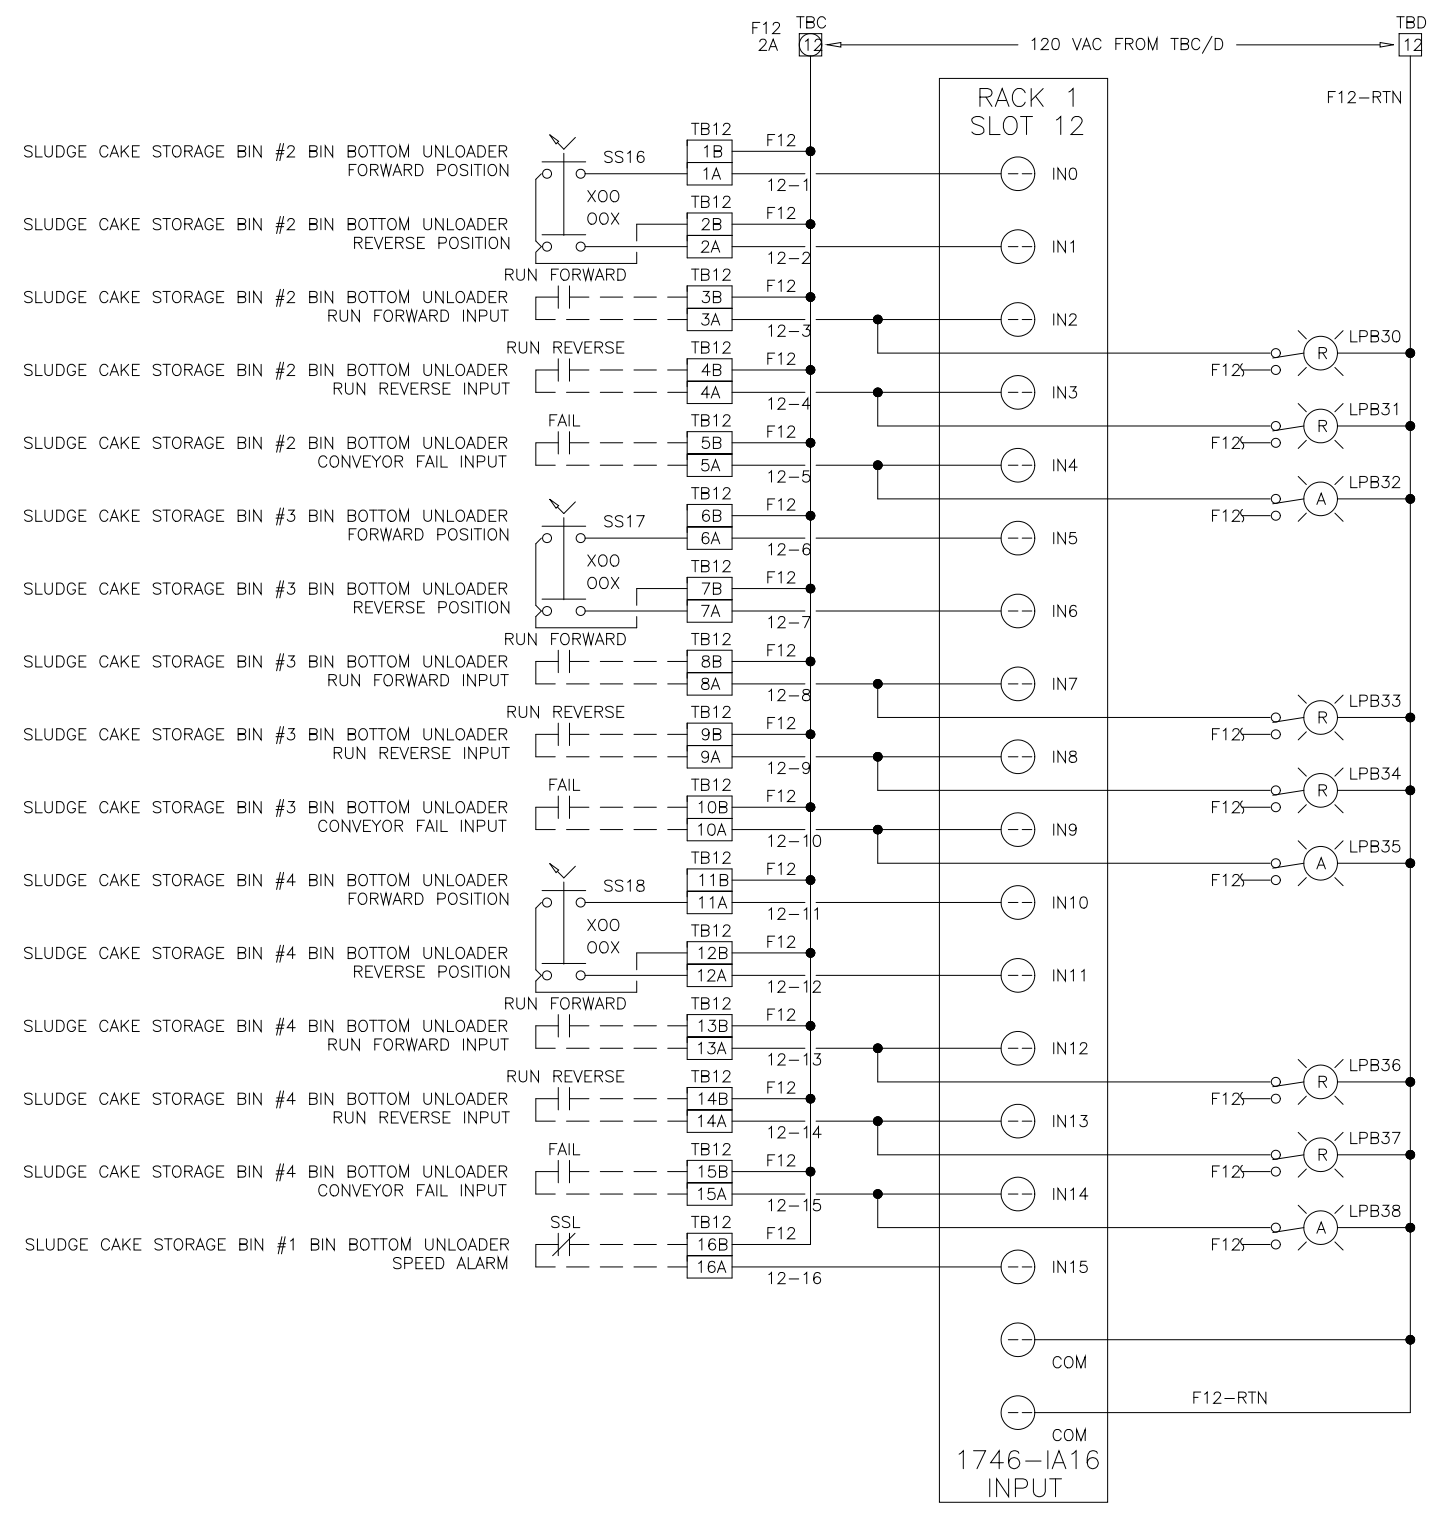 F12 TBC TBD
2A 12 120 VAC FROM TBC/D 12
F12-RTN
RACK 1
SLOT 12
TB12
SLUDGE CAKE STORAGE BIN #2 BIN BOTTOM UNLOADER 1B F12
FORWARD POSITION SS16 1A 12-1 IN0
XOO
OOX
TB12
SLUDGE CAKE STORAGE BIN #2 BIN BOTTOM UNLOADER 2B F12
REVERSE POSITION 2A 12-2 IN1
RUN FORWARD TB12
SLUDGE CAKE STORAGE BIN #2 BIN BOTTOM UNLOADER 3B F12
RUN FORWARD INPUT 3A 12-3 IN2
R LPB30
F12
RUN REVERSE TB12
SLUDGE CAKE STORAGE BIN #2 BIN BOTTOM UNLOADER 4B F12
RUN REVERSE INPUT 4A 12-4 IN3
R LPB31
F12
FAIL TB12
SLUDGE CAKE STORAGE BIN #2 BIN BOTTOM UNLOADER 5B F12
CONVEYOR FAIL INPUT 5A 12-5 IN4
A LPB32
F12
TB12
SLUDGE CAKE STORAGE BIN #3 BIN BOTTOM UNLOADER 6B F12
FORWARD POSITION SS17 6A 12-6 IN5
XOO
OOX
TB12
SLUDGE CAKE STORAGE BIN #3 BIN BOTTOM UNLOADER 7B F12
REVERSE POSITION 7A 12-7 IN6
RUN FORWARD TB12
SLUDGE CAKE STORAGE BIN #3 BIN BOTTOM UNLOADER 8B F12
RUN FORWARD INPUT 8A 12-8 IN7
R LPB33
F12
RUN REVERSE TB12
SLUDGE CAKE STORAGE BIN #3 BIN BOTTOM UNLOADER 9B F12
RUN REVERSE INPUT 9A 12-9 IN8
R LPB34
F12
FAIL TB12
SLUDGE CAKE STORAGE BIN #3 BIN BOTTOM UNLOADER 10B F12
CONVEYOR FAIL INPUT 10A 12-10 IN9
A LPB35
F12
TB12
SLUDGE CAKE STORAGE BIN #4 BIN BOTTOM UNLOADER 11B F12
FORWARD POSITION SS18 11A 12-11 IN10
XOO
OOX
TB12
SLUDGE CAKE STORAGE BIN #4 BIN BOTTOM UNLOADER 12B F12
REVERSE POSITION 12A 12-12 IN11
RUN FORWARD TB12
SLUDGE CAKE STORAGE BIN #4 BIN BOTTOM UNLOADER 13B F12
RUN FORWARD INPUT 13A 12-13 IN12
R LPB36
F12
RUN REVERSE TB12
SLUDGE CAKE STORAGE BIN #4 BIN BOTTOM UNLOADER 14B F12
RUN REVERSE INPUT 14A 12-14 IN13
R LPB37
F12
FAIL TB12
SLUDGE CAKE STORAGE BIN #4 BIN BOTTOM UNLOADER 15B F12
CONVEYOR FAIL INPUT 15A 12-15 IN14
A LPB38
F12
SSL TB12
SLUDGE CAKE STORAGE BIN #1 BIN BOTTOM UNLOADER 16B F12
SPEED ALARM 16A 12-16 IN15
COM
F12-RTN
COM
1746-IA16
INPUT